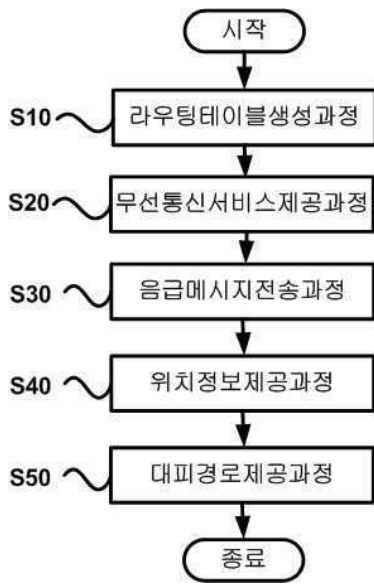 시작
S10 라우팅테이블생성과정
S20 무선통신서비스제공과정
S30 음급메시지전송과정
S40 위치정보제공과정
S50 대피경로제공과정
종료